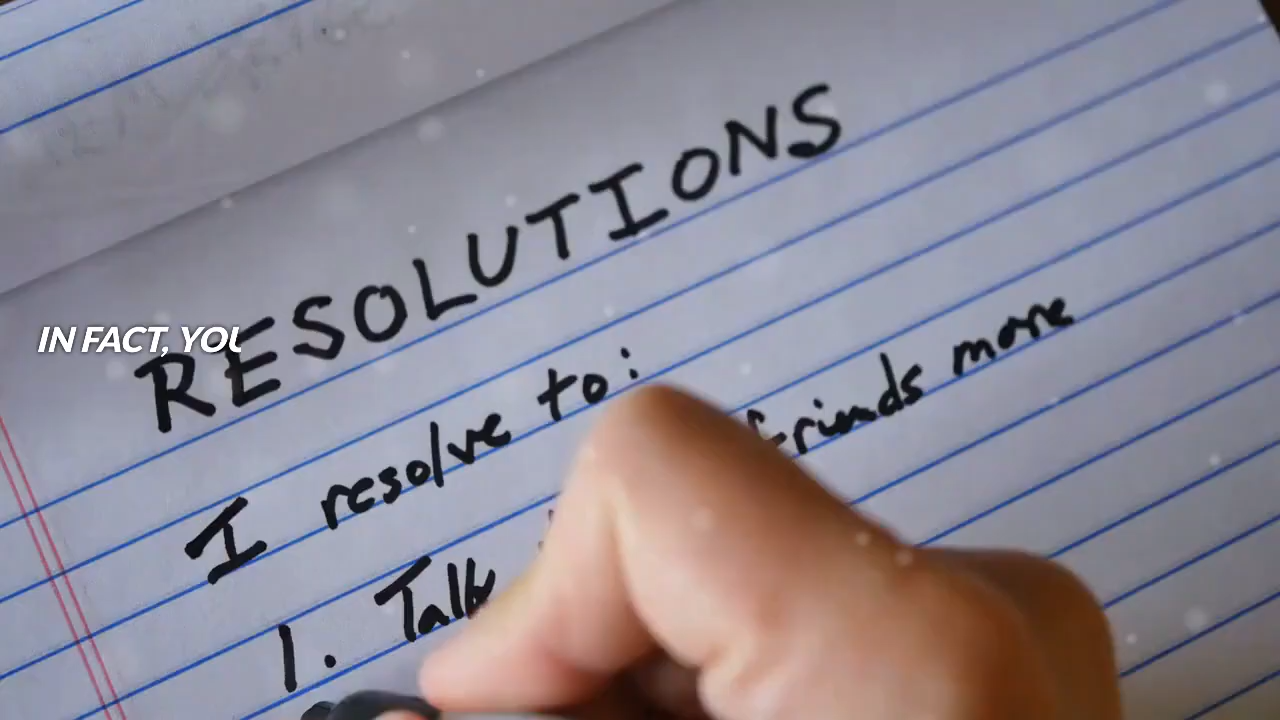 RESOLUTIONS
IN FACT, YOU
I resolve to:
1. Talk friends more